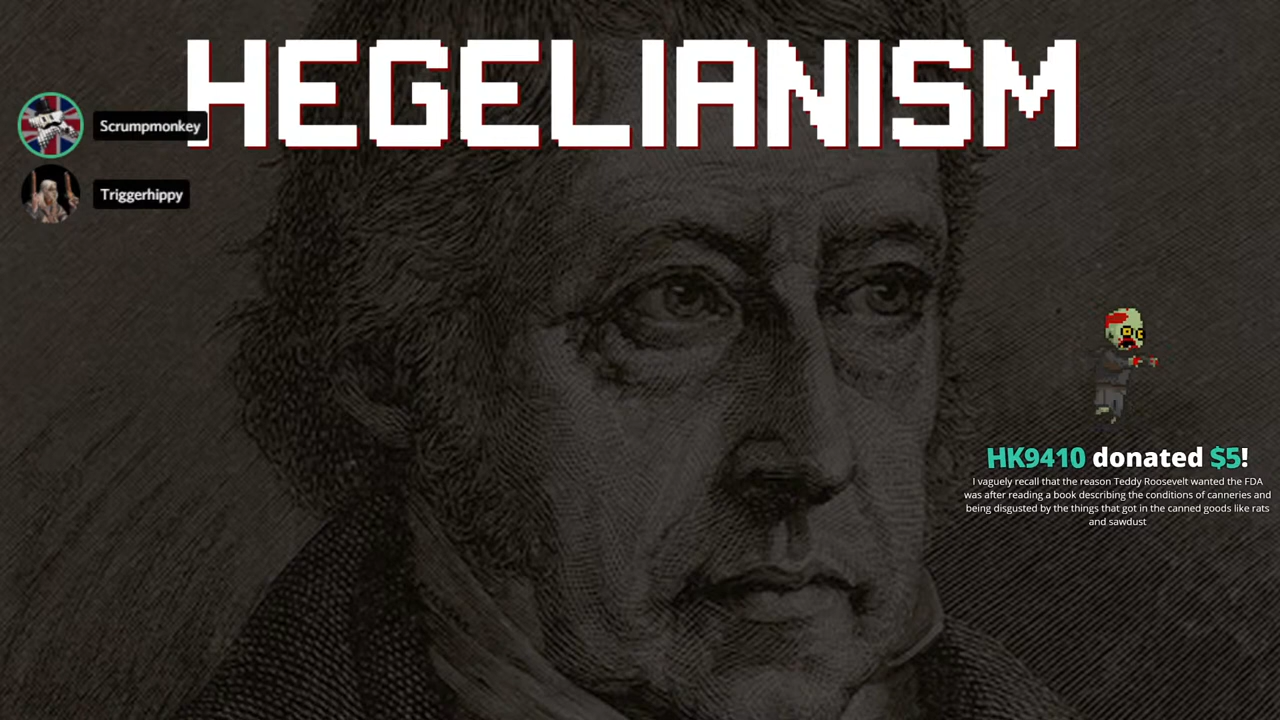 HEGELIANISM
Scrumpmonkey
Triggerhippy
HK9410 donated $5!
I vaguely recall that the reason Teddy Roosevelt wanted the FDA
was after reading a book describing the conditions of canneries and
being disgusted by the things that got in the canned goods like rats
and sawdust